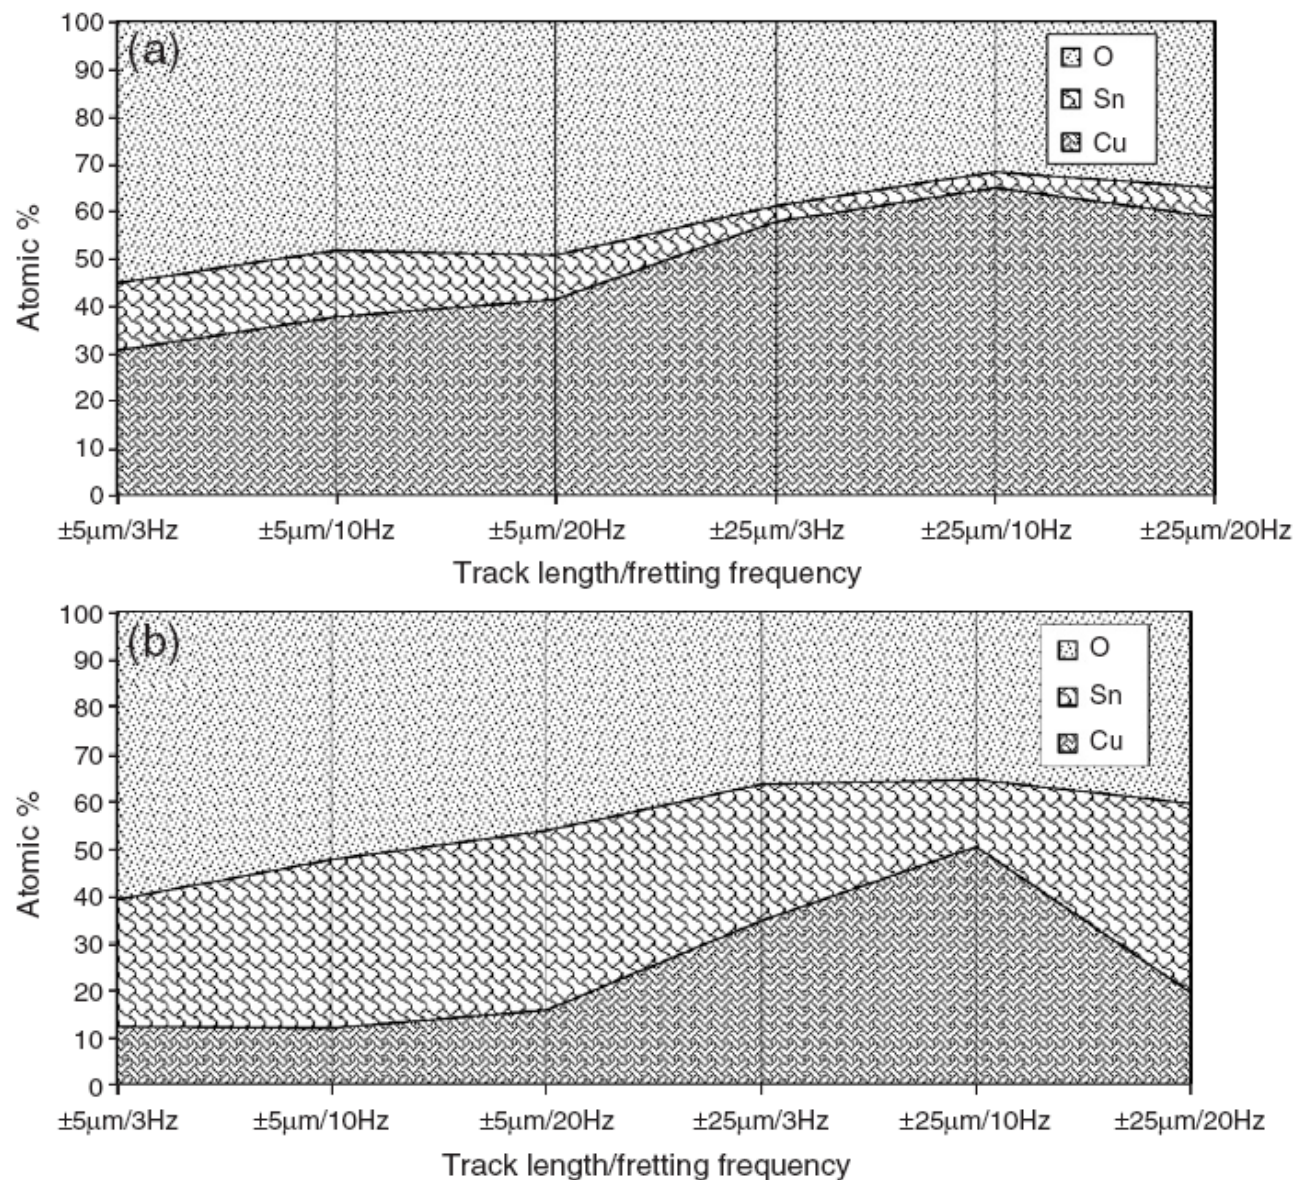 (a)
100
90
80
70
60
50
40
30
20
10
0
Atomic %
O
Sn
Cu
±5μm/3Hz ±5μm/10Hz ±5μm/20Hz ±25μm/3Hz ±25μm/10Hz ±25μm/20Hz
Track length/fretting frequency
(b)
100
90
80
70
60
50
40
30
20
10
0
Atomic %
O
Sn
Cu
±5μm/3Hz ±5μm/10Hz ±5μm/20Hz ±25μm/3Hz ±25μm/10Hz ±25μm/20Hz
Track length/fretting frequency